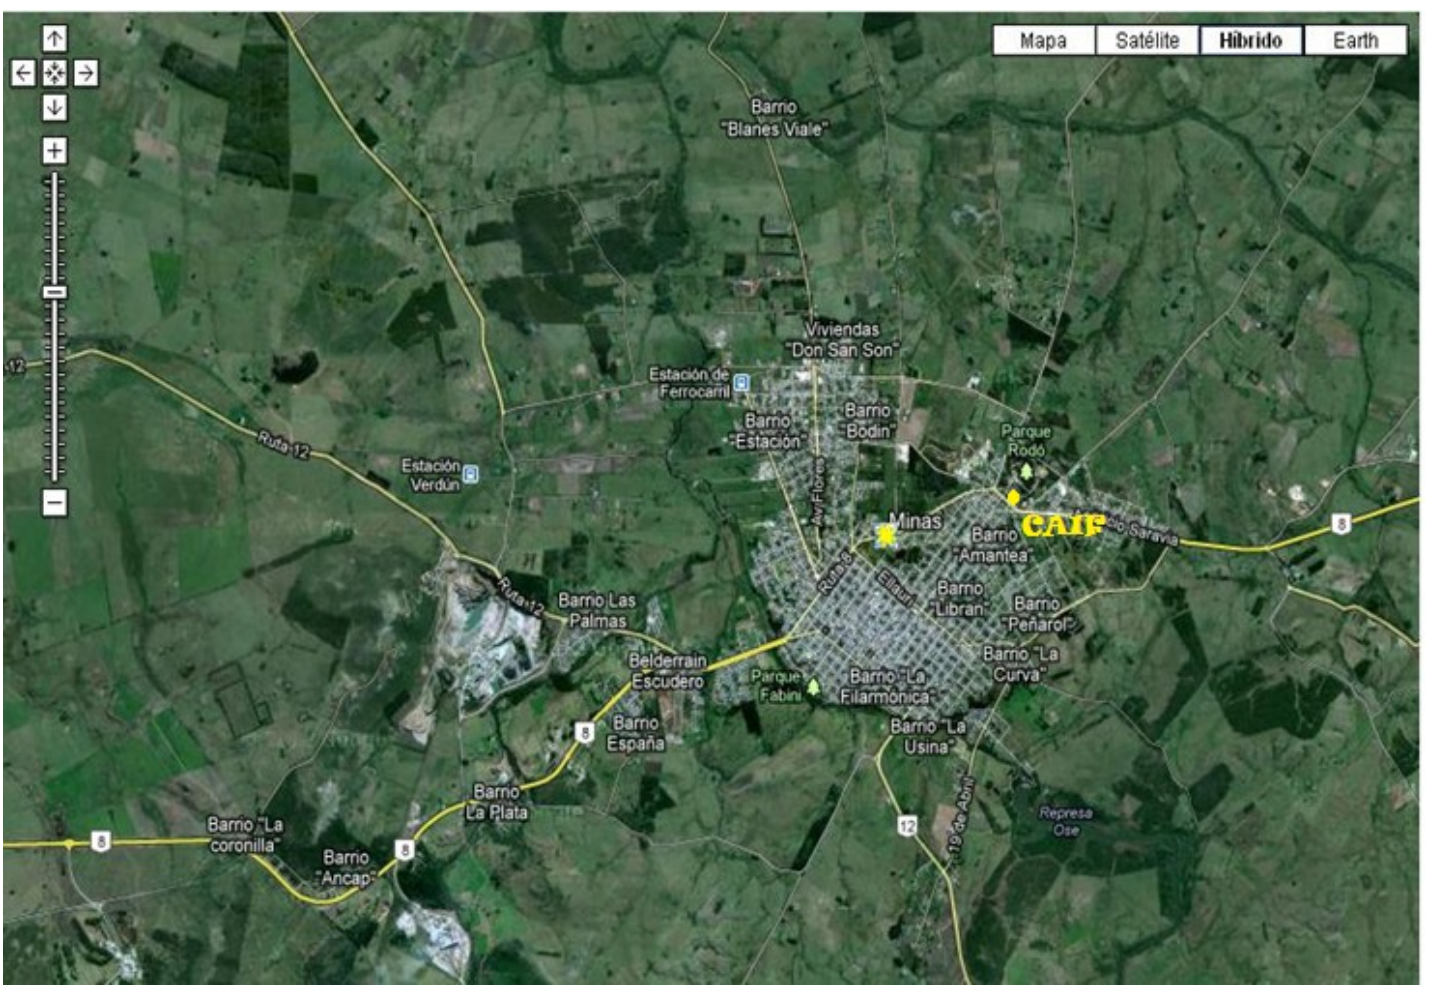 Mapa
Satélite
Híbrido
Earth
Barrio
"Blanes Viale"
Viviendas
"Don San Son"
12
Estación de
Ferrocarril
Barrio
"Estación"
Barrio
"Bodin"
Parque
Rodó
Ruta 12
Estación
Verdún
Av Flores
Minas
CAIF
cio Saravia
8
Barrio
"Amantea"
Ruta 8
Ellauri
Ruta 12
Barrio Las
Palmas
Barrio
"Libran"
Barrio
"Peñarol"
Belderrain
Escudero
Parque
Fabini
Barrio "La
Filarmónica"
Barrio "La
Curva"
8
Barrio
España
Barrio "La
Usina"
Barrio
La Plata
12
19 de Abril
Represa
Ose
8
Barrio "La
coronilla"
8
Barrio
"Ancap"